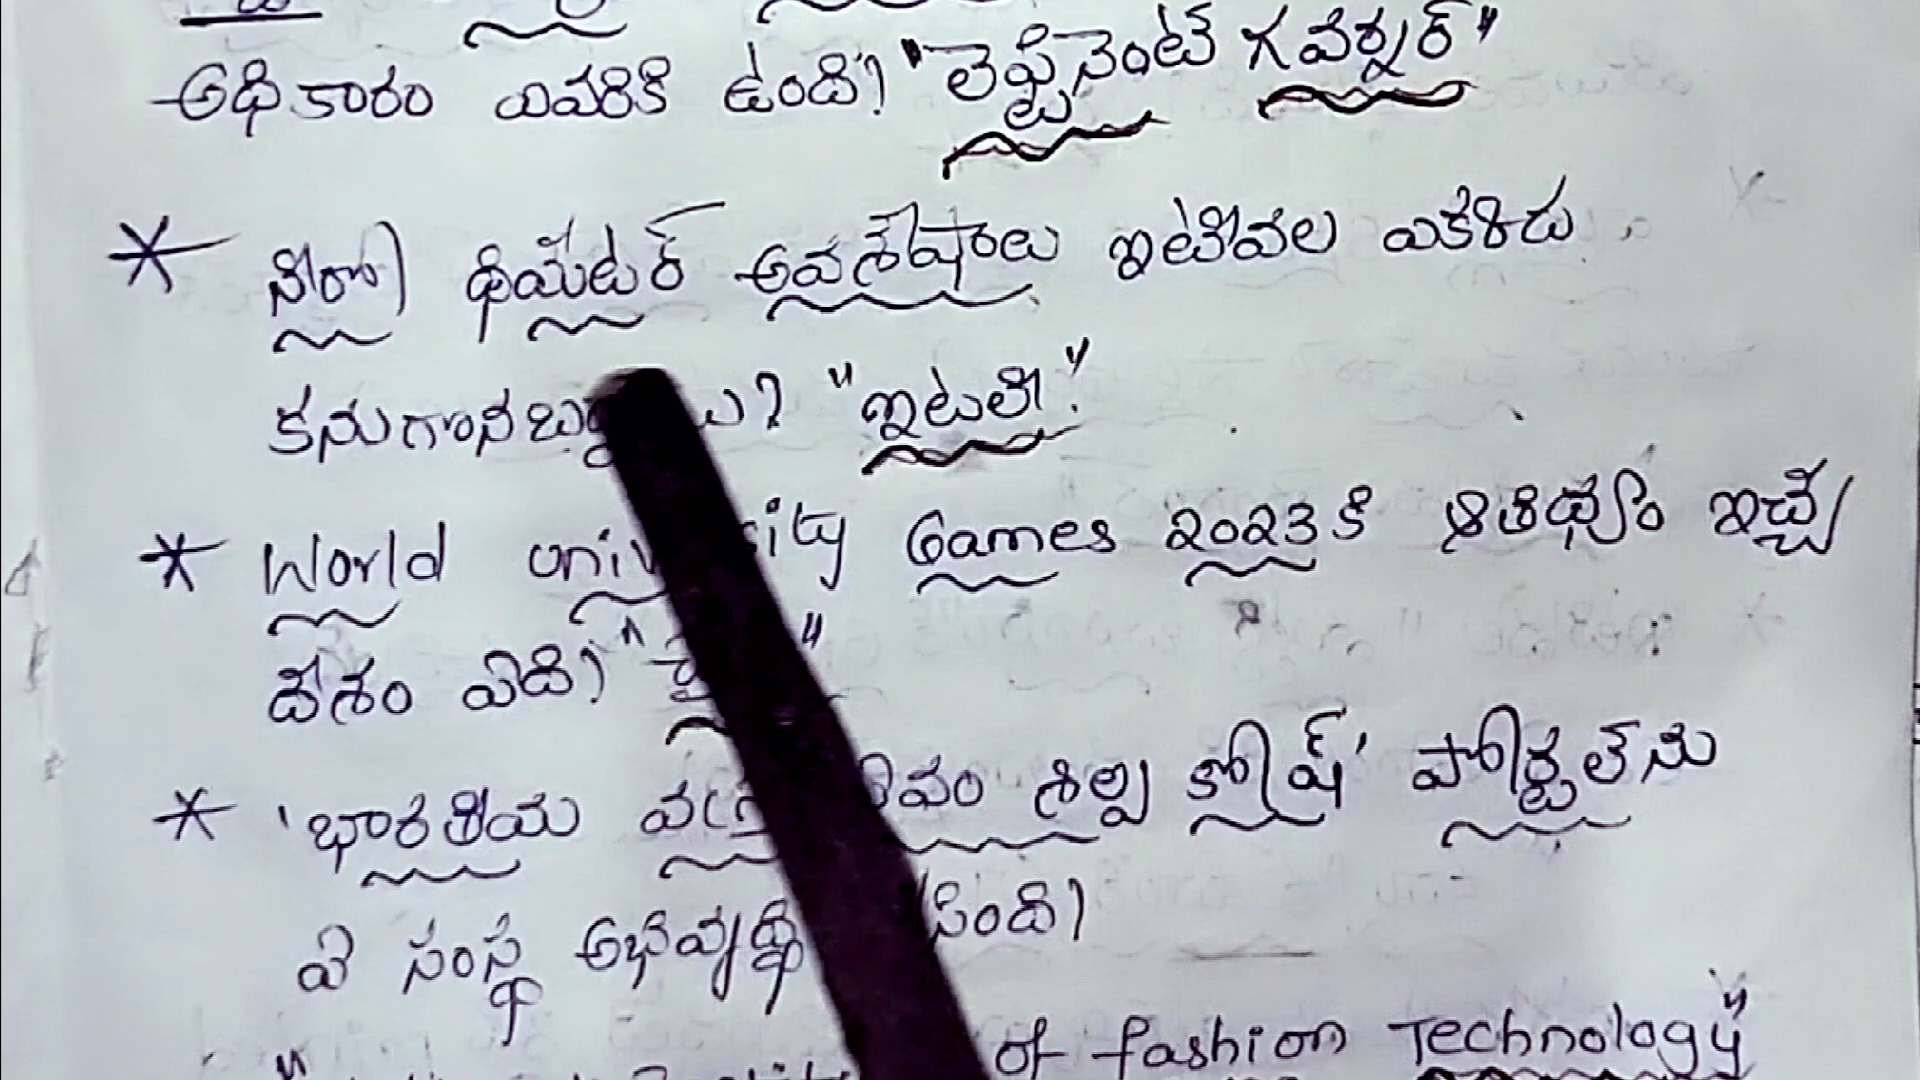 అధికారం ఎవరికి ఉంది? "లెఫ్టినెంట్ గవర్నర్"
* నీరో థియేటర్ అవశేషాలు ఇటీవల ఎక్కడ
కనుగొనబడ్డాయి? "ఇటలీ".
* World University Games 2023 కి ఆతిథ్యం ఇచ్చే
దేశం ఏది? "
* 'భారతీయ శిల్ప కోష్' పోర్టల్ ను
ఏ సంస్థ అభివృద్ధి
of fashion Technology"